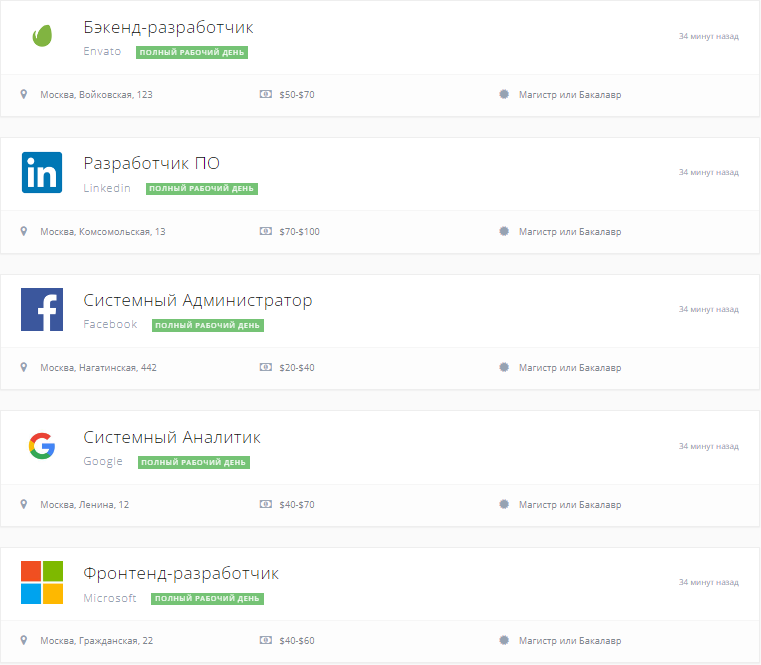 Бэкенд-разработчик
34 минут назад
Envato ПОЛНЫЙ РАБОЧИЙ ДЕНЬ
Москва, Войковская, 123 $50-$70 Магистр или Бакалавр
in
Разработчик ПО
34 минут назад
Linkedin ПОЛНЫЙ РАБОЧИЙ ДЕНЬ
Москва, Комсомольская, 13 $70-$100 Магистр или Бакалавр
f
Системный Администратор
34 минут назад
Facebook ПОЛНЫЙ РАБОЧИЙ ДЕНЬ
Москва, Нагатинская, 442 $20-$40 Магистр или Бакалавр
G
Системный Аналитик
34 минут назад
Google ПОЛНЫЙ РАБОЧИЙ ДЕНЬ
Москва, Ленина, 12 $40-$70 Магистр или Бакалавр
Фронтенд-разработчик
34 минут назад
Microsoft ПОЛНЫЙ РАБОЧИЙ ДЕНЬ
Москва, Гражданская, 22 $40-$60 Магистр или Бакалавр